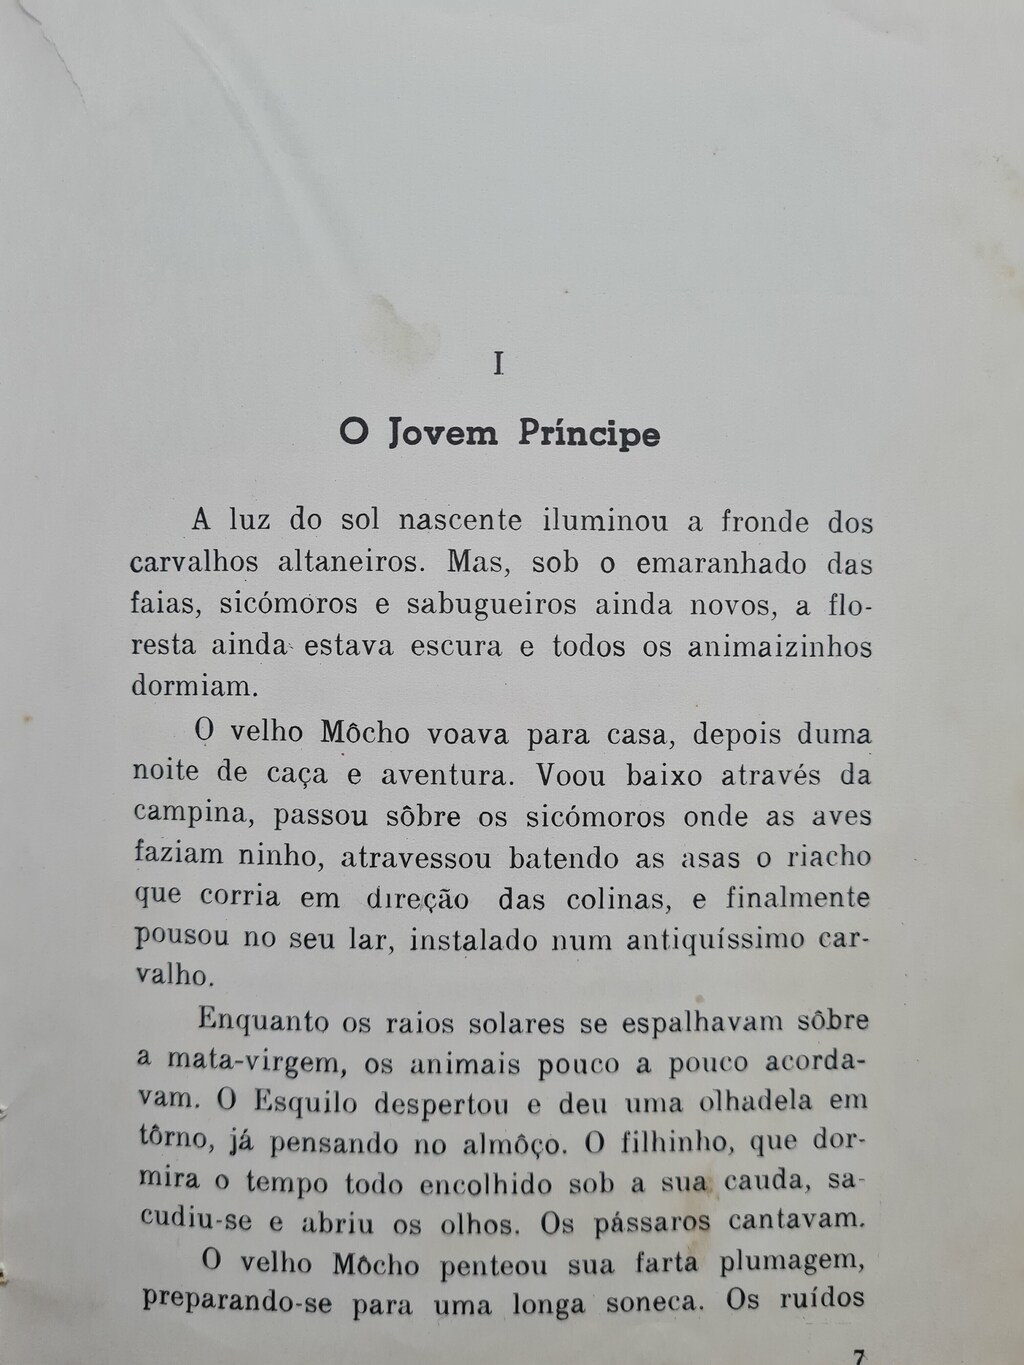 I
O Jovem Príncipe
A luz do sol nascente iluminou a fronde dos
carvalhos altaneiros. Mas, sob o emaranhado das
faias, sicómoros e sabugueiros ainda novos, a flo-
resta ainda estava escura e todos os animaizinhos
dormiam.
O velho Môcho voava para casa, depois duma
noite de caça e aventura. Voou baixo através da
campina, passou sôbre os sicómoros onde as aves
faziam ninho, atravessou batendo as asas o riacho
que corria em direção das colinas, e finalmente
pousou no seu lar, instalado num antiquíssimo car-
valho.
Enquanto os raios solares se espalhavam sôbre
a mata-virgem, os animais pouco a pouco acorda-
vam. O Esquilo despertou e deu uma olhadela em
tôrno, já pensando no almôço. O filhinho, que dor-
mira o tempo todo encolhido sob a sua cauda, sa-
cudiu-se e abriu os olhos. Os pássaros cantavam.
O velho Môcho penteou sua farta plumagem,
preparando-se para uma longa soneca. Os ruídos
7